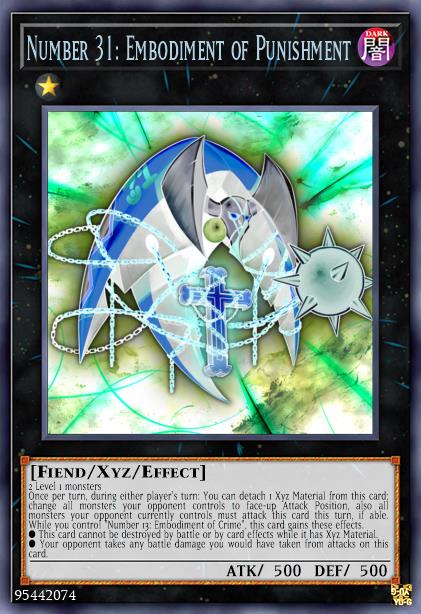 Number 31: Embodiment of Punishment
DARK
闇
31
[Fiend/Xyz/Effect]
2 Level 1 monsters
Once per turn, during either player's turn: You can detach 1 Xyz Material from this card;
change all monsters your opponent controls to face-up Attack Position, also all
monsters your opponent currently controls must attack this card this turn, if able.
While you control "Number 13: Embodiment of Crime", this card gains these effects.
● This card cannot be destroyed by battle or by card effects while it has Xyz Material.
● Your opponent takes any battle damage you would have taken from attacks on this
card.
ATK/ 500 DEF/ 500
95442074